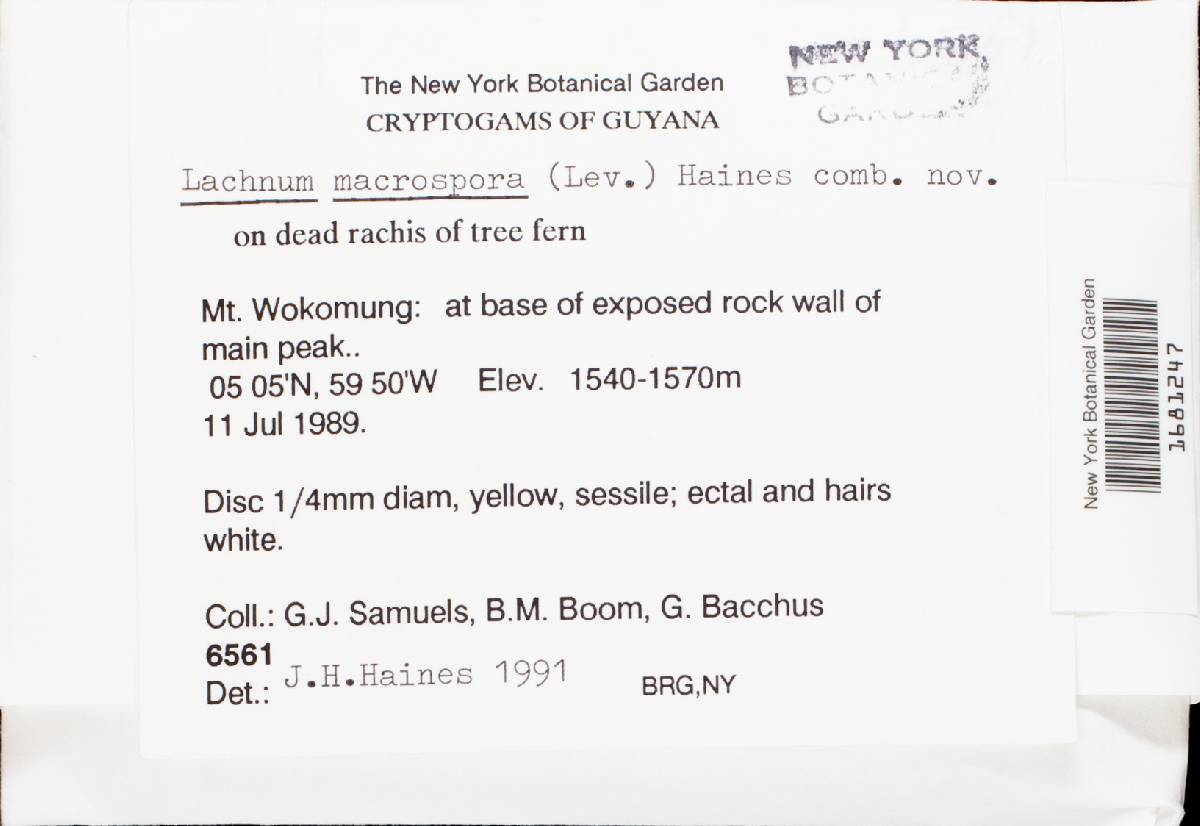 The New York Botanical Garden
CRYPTOGAMS OF GUYANA
NEW YORK
BOTANICAL
GARDEN
Lachnum macrospora (Lev.) Haines comb. nov.
on dead rachis of tree fern
Mt. Wokomung: at base of exposed rock wall of
main peak..
05 05'N, 59 50'W Elev. 1540-1570m
11 Jul 1989.
Disc 1/4mm diam, yellow, sessile; ectal and hairs
white.
Coll.: G.J. Samuels, B.M. Boom, G. Bacchus
6561
Det.: J.H.Haines 1991
BRG,NY
New York Botanical Garden
1681247